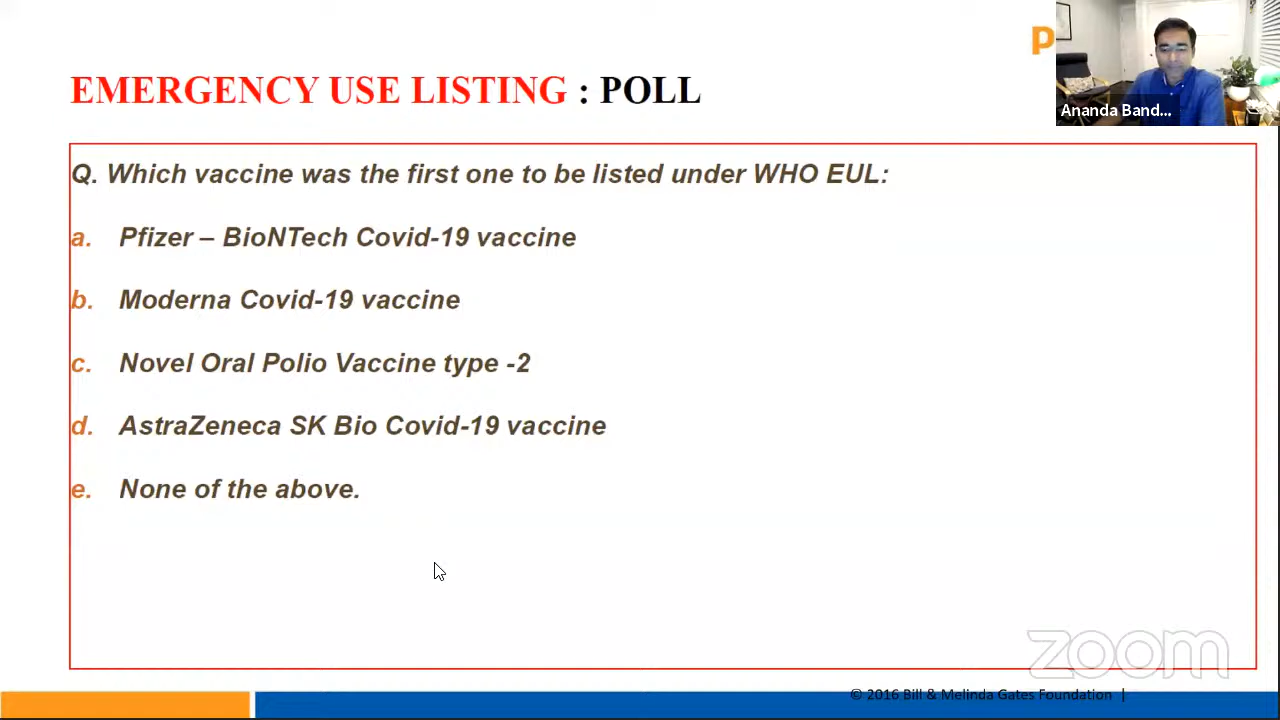 p
EMERGENCY USE LISTING : POLL
Ananda Band...
Q. Which vaccine was the first one to be listed under WHO EUL:
a. Pfizer – BioNTech Covid-19 vaccine
b. Moderna Covid-19 vaccine
c. Novel Oral Polio Vaccine type -2
d. AstraZeneca SK Bio Covid-19 vaccine
e. None of the above.
zoom
© 2016 Bill & Melinda Gates Foundation |